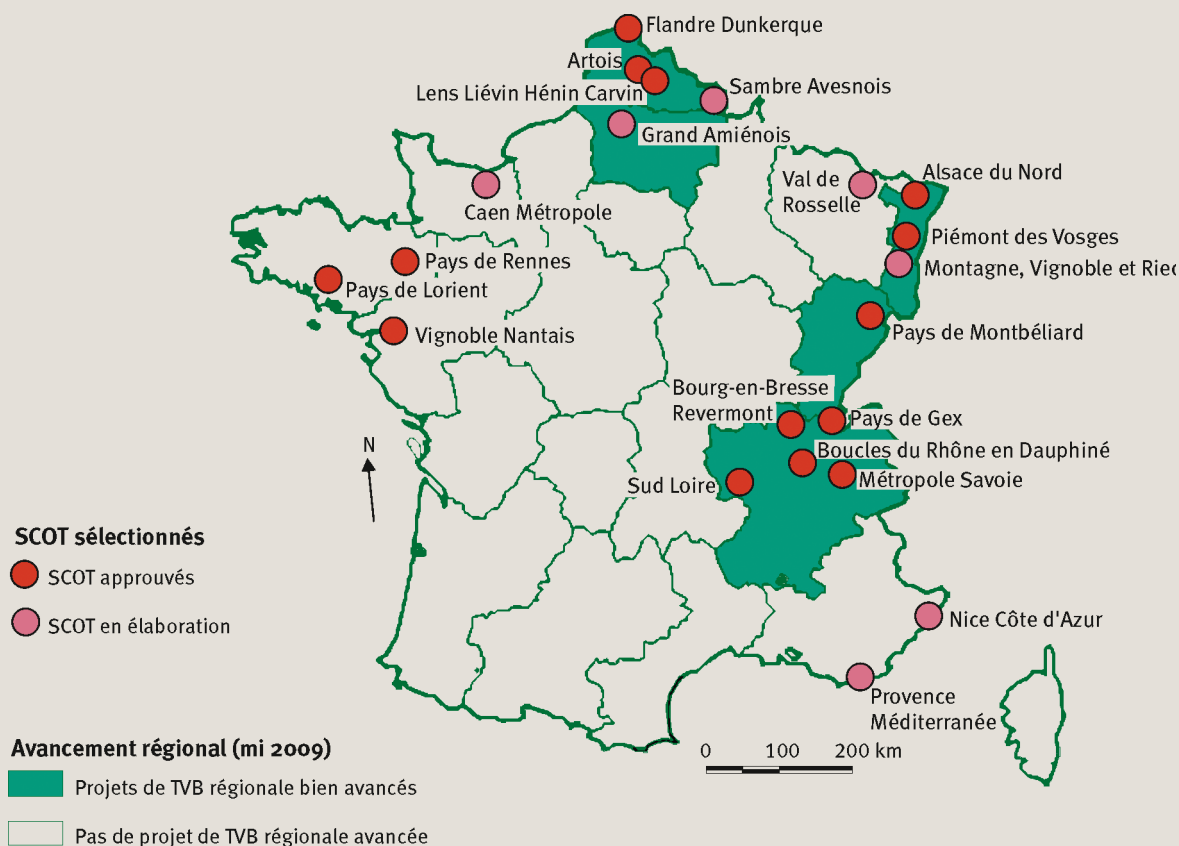 Flandre Dunkerque
Artois
Lens Liévin Hénin Carvin
Sambre Avesnois
Grand Amiénois
Val de
Rosselle
Alsace du Nord
Caen Métropole
Piémont des Vosges
Montagne, Vignoble et Ried
Pays de Rennes
Pays de Lorient
Vignoble Nantais
Pays de Montbéliard
Bourg-en-Bresse
Revermont
Pays de Gex
Boucles du Rhône en Dauphiné
Sud Loire
Métropole Savoie
N
SCOT sélectionnés
SCOT approuvés
SCOT en élaboration
Nice Côte d'Azur
Provence
Méditerranée
0 100 200 km
Avancement régional (mi 2009)
Projets de TVB régionale bien avancés
Pas de projet de TVB régionale avancée